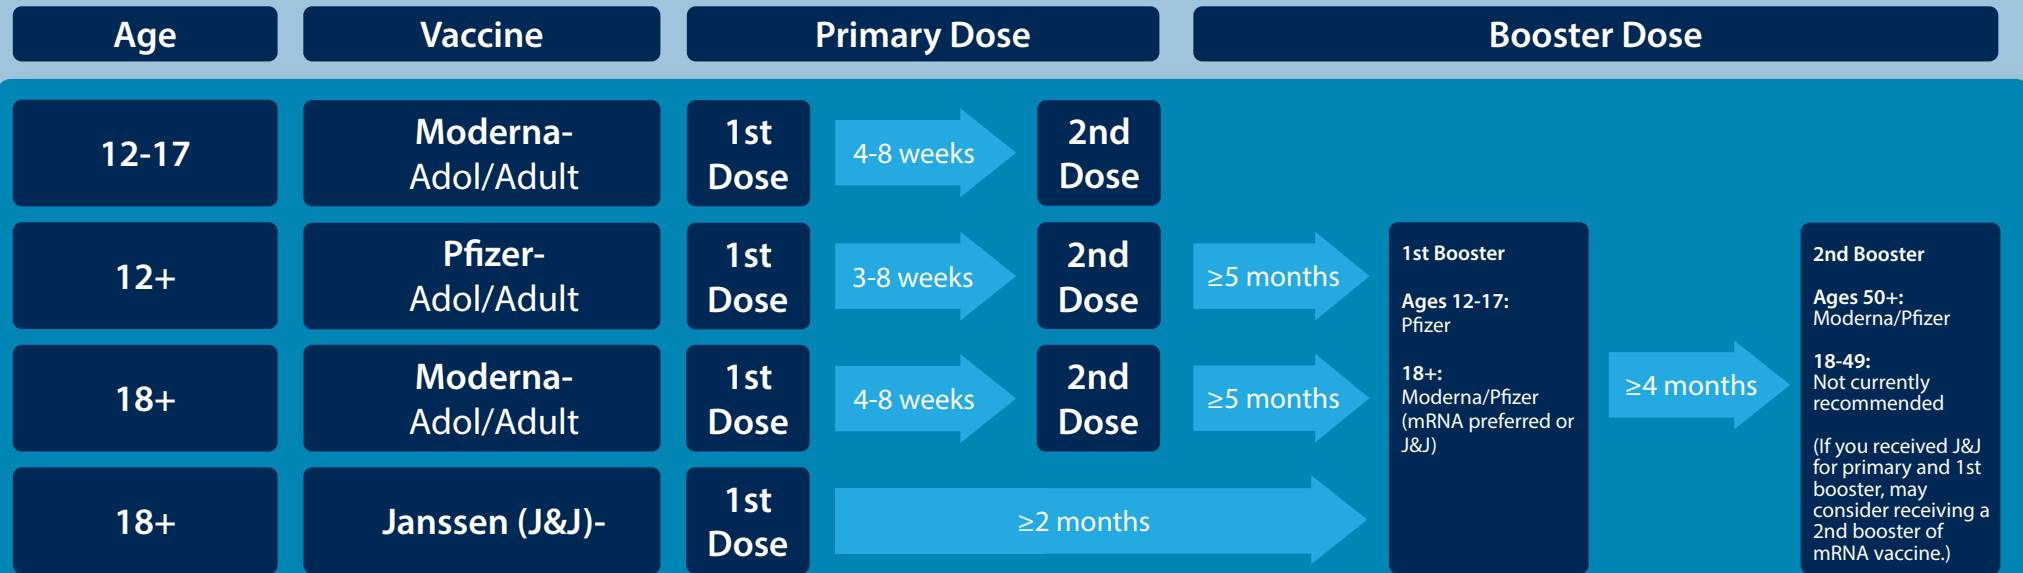 Age
Vaccine
Primary Dose
Booster Dose
12-17
Moderna-
Adol/Adult
1st
Dose
4-8 weeks
2nd
Dose
12+
Pfizer-
Adol/Adult
1st
Dose
3-8 weeks
2nd
Dose
≥5 months
18+
Moderna-
Adol/Adult
1st
Dose
4-8 weeks
2nd
Dose
≥5 months
18+
Janssen (J&J)-
1st
Dose
≥2 months
1st Booster
Ages 12-17:
Pfizer
18+:
Moderna/Pfizer
(mRNA preferred or
J&J)
≥4 months
2nd Booster
Ages 50+:
Moderna/Pfizer
18-49:
Not currently
recommended
(If you received J&J
for primary and 1st
booster, may
consider receiving a
2nd booster of
mRNA vaccine.)